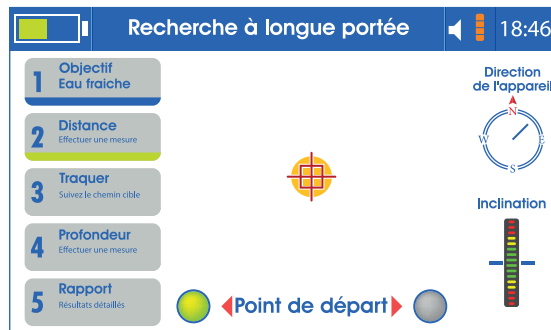 Recherche à longue portée
18:46
1
Objectif
Eau fraiche
2
Distance
Effectuer une mesure
3
Traquer
Suivez le chemin cible
4
Profondeur
Effectuer une mesure
5
Rapport
Résultats détaillés
Point de départ
Direction
de l'appareil
N
W
E
S
Inclination